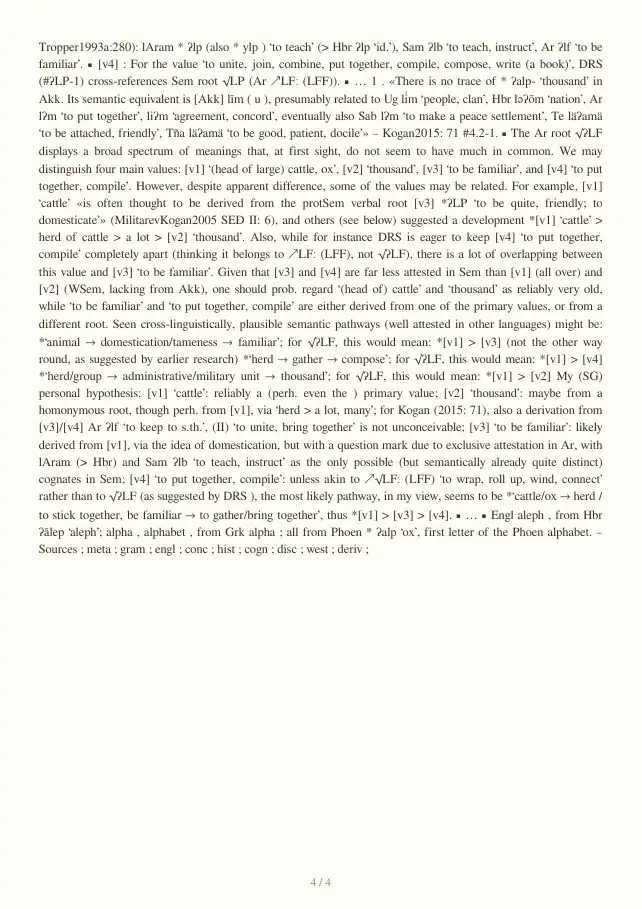 Tropper1993a:280): lAram * ʔlp (also * ylp ) ‘to teach’ (> Hbr ʔlp ‘id.’), Sam ʔlb ‘to teach, instruct’, Ar ʔlf ‘to be
familiar’. ▪ [v4] : For the value ‘to unite, join, combine, put together, compile, compose, write (a book)’, DRS
(#ʔLP-1) cross-references Sem root √LP (Ar ↗LF: (LFF)). ▪ … 1 . «There is no trace of * ʔalp- ‘thousand’ in
Akk. Its semantic equivalent is [Akk] līm ( u ), presumably related to Ug lỉm ‘people, clan’, Hbr ləʔōm ‘nation’, Ar
lʔm ‘to put together’, liʔm ‘agreement, concord’, eventually also Sab lʔm ‘to make a peace settlement’, Te läʔamä
‘to be attached, friendly’, Tña läʔamä ‘to be good, patient, docile’» – Kogan2015: 71 #4.2-1. ▪ The Ar root √ʔLF
displays a broad spectrum of meanings that, at first sight, do not seem to have much in common. We may
distinguish four main values: [v1] ‘(head of large) cattle, ox’, [v2] ‘thousand’, [v3] ‘to be familiar’, and [v4] ‘to put
together, compile’. However, despite apparent difference, some of the values may be related. For example, [v1]
‘cattle’ «is often thought to be derived from the protSem verbal root [v3] *ʔLP ‘to be quite, friendly; to
domesticate’» (MilitarevKogan2005 SED II: 6), and others (see below) suggested a development *[v1] ‘cattle’ >
herd of cattle > a lot > [v2] ‘thousand’. Also, while for instance DRS is eager to keep [v4] ‘to put together,
compile’ completely apart (thinking it belongs to ↗LF: (LFF), not √ʔLF), there is a lot of overlapping between
this value and [v3] ‘to be familiar’. Given that [v3] and [v4] are far less attested in Sem than [v1] (all over) and
[v2] (WSem, lacking from Akk), one should prob. regard ‘(head of) cattle’ and ‘thousand’ as reliably very old,
while ‘to be familiar’ and ‘to put together, compile’ are either derived from one of the primary values, or from a
different root. Seen cross-linguistically, plausible semantic pathways (well attested in other languages) might be:
*‘animal → domestication/tameness → familiar’; for √ʔLF, this would mean: *[v1] > [v3] (not the other way
round, as suggested by earlier research) *‘herd → gather → compose’; for √ʔLF, this would mean: *[v1] > [v4]
*‘herd/group → administrative/military unit → thousand’; for √ʔLF, this would mean: *[v1] > [v2] My (SG)
personal hypothesis: [v1] ‘cattle’: reliably a (perh. even the ) primary value; [v2] ‘thousand’: maybe from a
homonymous root, though perh. from [v1], via ‘herd > a lot, many’; for Kogan (2015: 71), also a derivation from
[v3]/[v4] Ar ʔlf ‘to keep to s.th.’, (II) ‘to unite, bring together’ is not unconceivable; [v3] ‘to be familiar’: likely
derived from [v1], via the idea of domestication, but with a question mark due to exclusive attestation in Ar, with
lAram (> Hbr) and Sam ʔlb ‘to teach, instruct’ as the only possible (but semantically already quite distinct)
cognates in Sem; [v4] ‘to put together, compile’: unless akin to ↗√LF: (LFF) ‘to wrap, roll up, wind, connect’
rather than to √ʔLF (as suggested by DRS ), the most likely pathway, in my view, seems to be *‘cattle/ox → herd /
to stick together, be familiar → to gather/bring together’, thus *[v1] > [v3] > [v4]. ▪ … ▪ Engl aleph , from Hbr
ʔālep ‘aleph’; alpha , alphabet , from Grk alpha ; all from Phoen * ʔalp ‘ox’, first letter of the Phoen alphabet. –
Sources ; meta ; gram ; engl ; conc ; hist ; cogn ; disc ; west ; deriv ;
4 / 4